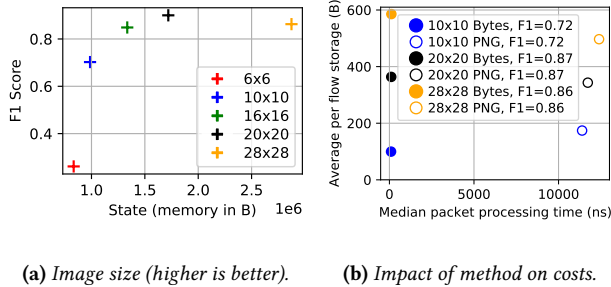 F1 Score
0.8
0.6
0.4
6x6
10x10
16x16
20x20
28x28
1.0
1.5
2.0
2.5
1e6
State (memory in B)
Average per flow storage (B)
600
400
200
0
10x10 Bytes, F1=0.72
10x10 PNG, F1=0.72
20x20 Bytes, F1=0.87
20x20 PNG, F1=0.87
28x28 Bytes, F1=0.86
28x28 PNG, F1=0.86
0
5000
10000
Median packet processing time (ns)
(a) Image size (higher is better).
(b) Impact of method on costs.